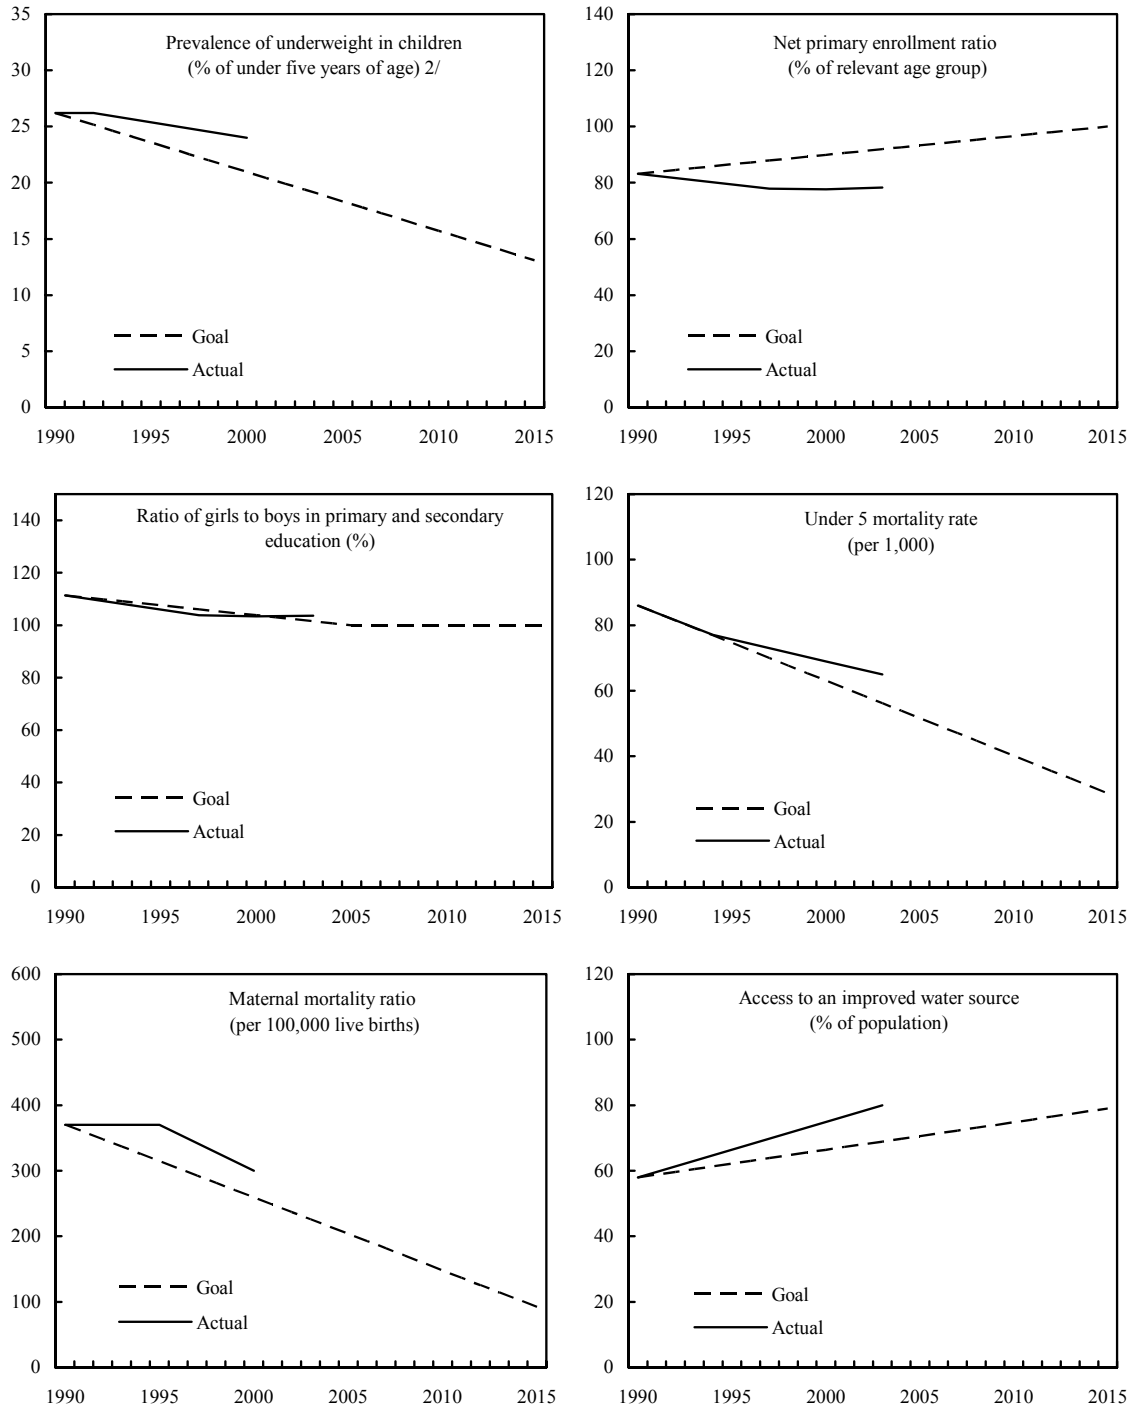 Prevalence of underweight in children
(% of under five years of age) 2/
35
30
25
20
15
10
5
0
Goal
Actual
1990 1995 2000 2005 2010 2015
Net primary enrollment ratio
(% of relevant age group)
140
120
100
80
60
40
20
0
Goal
Actual
1990 1995 2000 2005 2010 2015
Ratio of girls to boys in primary and secondary
education (%)
140
120
100
80
60
40
20
0
Goal
Actual
1990 1995 2000 2005 2010 2015
Under 5 mortality rate
(per 1,000)
120
100
80
60
40
20
0
Goal
Actual
1990 1995 2000 2005 2010 2015
Maternal mortality ratio
(per 100,000 live births)
600
500
400
300
200
100
0
Goal
Actual
1990 1995 2000 2005 2010 2015
Access to an improved water source
(% of population)
120
100
80
60
40
20
0
Goal
Actual
1990 1995 2000 2005 2010 2015